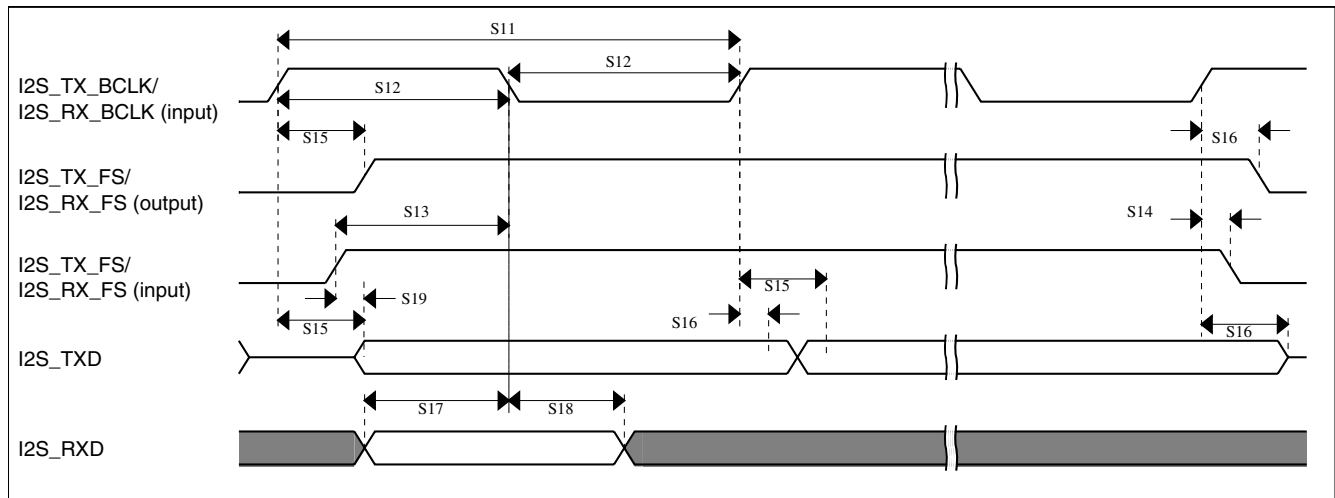 S11
I2S_TX_BCLK/
I2S_RX_BCLK (input)
S12
S12
S15
S16
I2S_TX_FS/
I2S_RX_FS (output)
S13
S14
I2S_TX_FS/
I2S_RX_FS (input)
S15
S19
S16
S15
S16
I2S_TXD
S17
S18
I2S_RXD